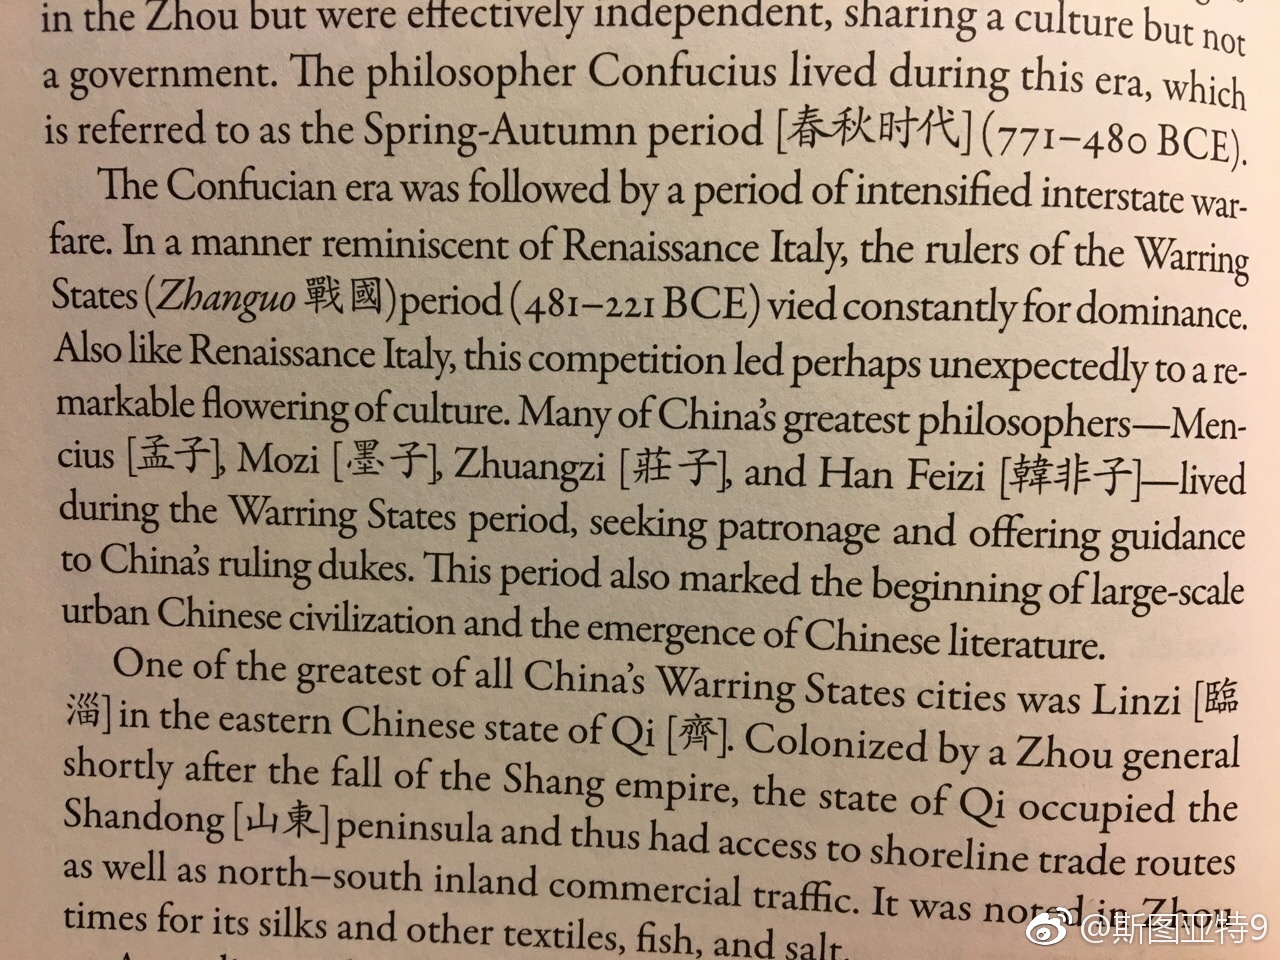 in the Zhou but were effectively independent, sharing a culture but not
a government. The philosopher Confucius lived during this era, which
is referred to as the Spring-Autumn period [春秋时代] (771–480 BCE).
The Confucian era was followed by a period of intensified interstate war-
fare. In a manner reminiscent of Renaissance Italy, the rulers of the Warring
States (Zhanguo 戰國) period (481–221 BCE) vied constantly for dominance.
Also like Renaissance Italy, this competition led perhaps unexpectedly to a re-
markable flowering of culture. Many of China's greatest philosophers—Men-
cius [孟子], Mozi [墨子], Zhuangzi [莊子], and Han Feizi [韓非子]—lived
during the Warring States period, seeking patronage and offering guidance
to China's ruling dukes. This period also marked the beginning of large-scale
urban Chinese civilization and the emergence of Chinese literature.
One of the greatest of all China's Warring States cities was Linzi [臨
淄] in the eastern Chinese state of Qi [齊]. Colonized by a Zhou general
shortly after the fall of the Shang empire, the state of Qi occupied the
Shandong [山東] peninsula and thus had access to shoreline trade routes
as well as north–south inland commercial traffic. It was noted in Zhou
times for its silks and other textiles, fish, and salt.
@斯图亚特9